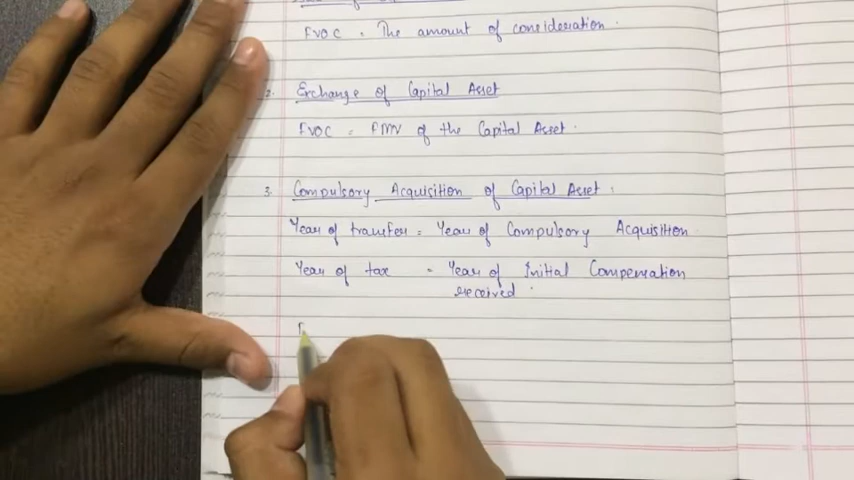 FVOC = The amount of consideration.
2. Exchange of Capital Asset
FVOC = FMV of the Capital Asset.
3. Compulsory Acquisition of Capital Asset :
Year of transfer = Year of Compulsory Acquisition
Year of tax = Year of Initial Compensation
received.